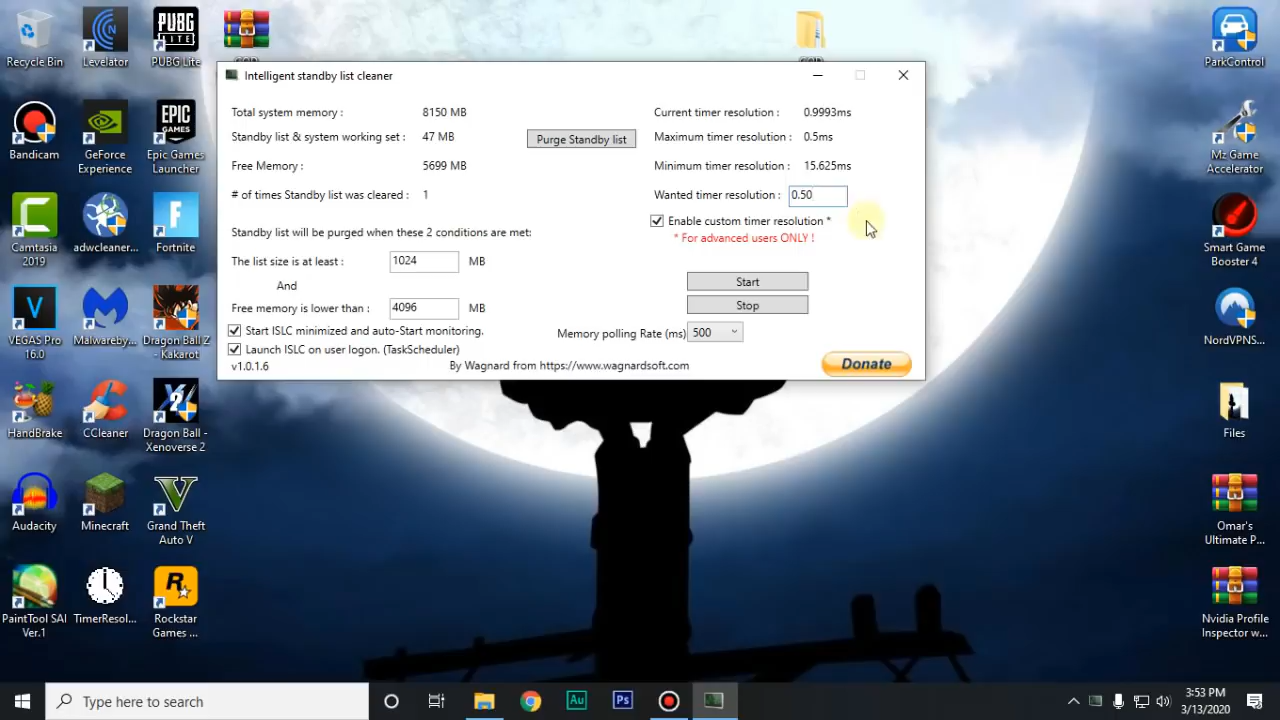 Recycle Bin
Levelator
PUBG
LITE
PUBG Lite
Bandicam
GeForce
Experience
EPIC
GAMES
Epic Games
Launcher
Camtasia
2019
adwcleaner...
Fortnite
VEGAS Pro
16.0
Malwareby...
Dragon Ball Z
- Kakarot
HandBrake
CCleaner
Dragon Ball -
Xenoverse 2
Audacity
Minecraft
Grand Theft
Auto V
PaintTool SAI
Ver.1
TimerResol...
Rockstar
Games ...
Intelligent standby list cleaner
Total system memory : 8150 MB
Standby list & system working set : 47 MB
Purge Standby list
Free Memory : 5699 MB
# of times Standby list was cleared : 1
Standby list will be purged when these 2 conditions are met:
The list size is at least : 1024 MB
And
Free memory is lower than : 4096 MB
Start ISLC minimized and auto-Start monitoring.
Launch ISLC on user logon. (TaskScheduler)
v1.0.1.6
By Wagnard from https://www.wagnardsoft.com
Current timer resolution : 0.9993ms
Maximum timer resolution : 0.5ms
Minimum timer resolution : 15.625ms
Wanted timer resolution : 0.50
Enable custom timer resolution *
* For advanced users ONLY !
Start
Stop
Memory polling Rate (ms) 500
Donate
ParkControl
Mz Game
Accelerator
Smart Game
Booster 4
NordVPN...
Files
Omar's
Ultimate P...
Nvidia Profile
Inspector w...
Type here to search
Au
Ps
3:53 PM
3/13/2020